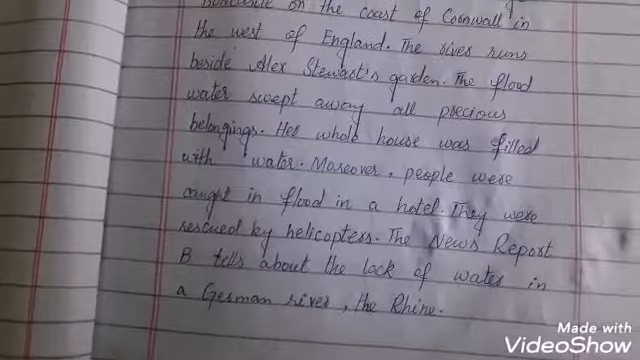 on the coast of Cornwall in
the west of England. The river runs
beside Alex Stewart's garden. The flood
water swept away all precious
belongings. Her whole house was filled
with water. Moreover, people were
caught in flood in a hotel. They were
rescued by helicopters. The News Report
B tells about the lack of water in
a German river, the Rhine.
Made with
VideoShow